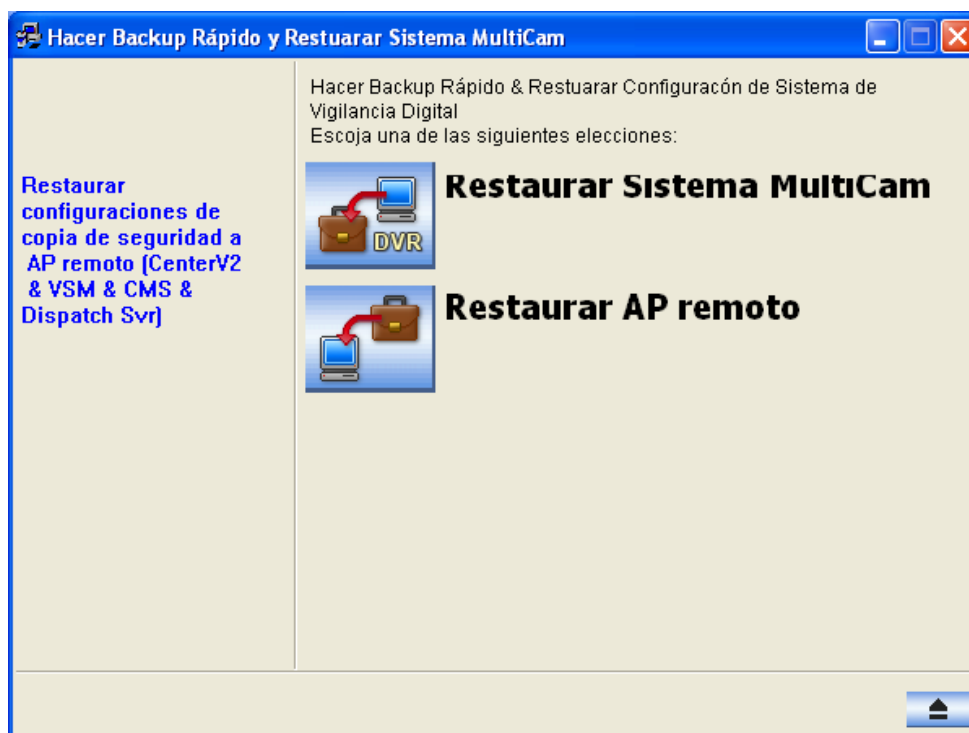 Hacer Backup Rápido y Restuarar Sistema MultiCam
Hacer Backup Rápido & Restuarar Configuracón de Sistema de
Vigilancia Digital
Escoja una de las siguientes elecciones:
Restaurar
configuraciones de
copia de seguridad a
AP remoto (CenterV2
& VSM & CMS &
Dispatch Svr)
Restaurar Sistema MultiCam
DVR
Restaurar AP remoto